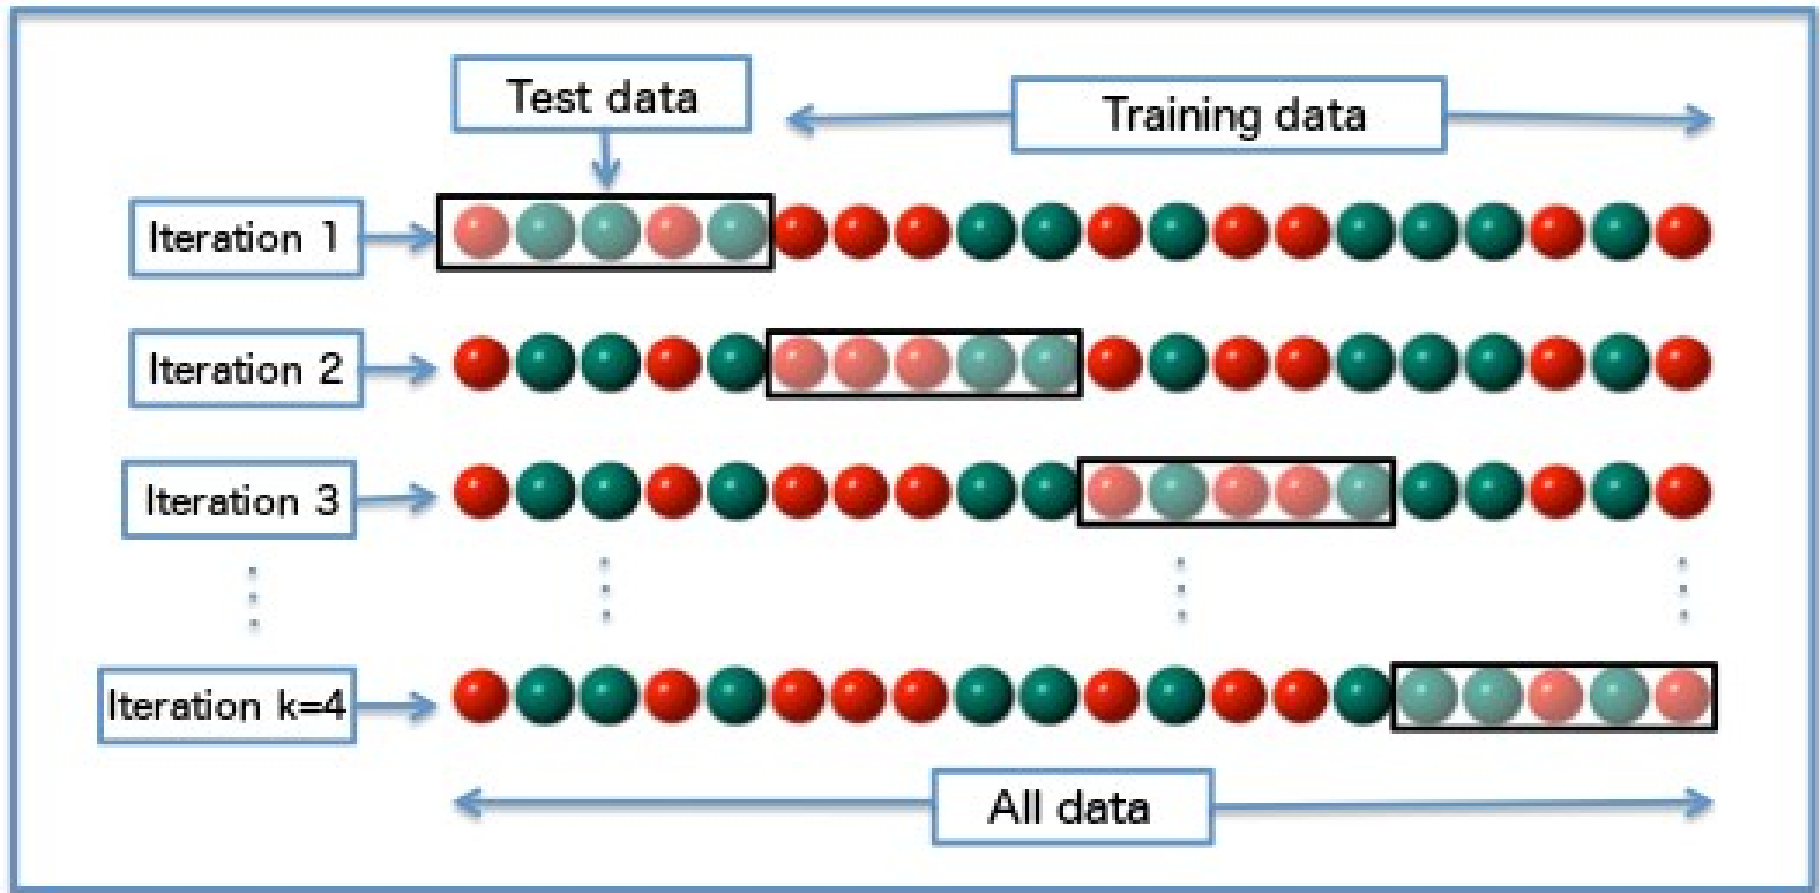 Test data
Training data
Iteration 1
Iteration 2
Iteration 3
Iteration k=4
All data